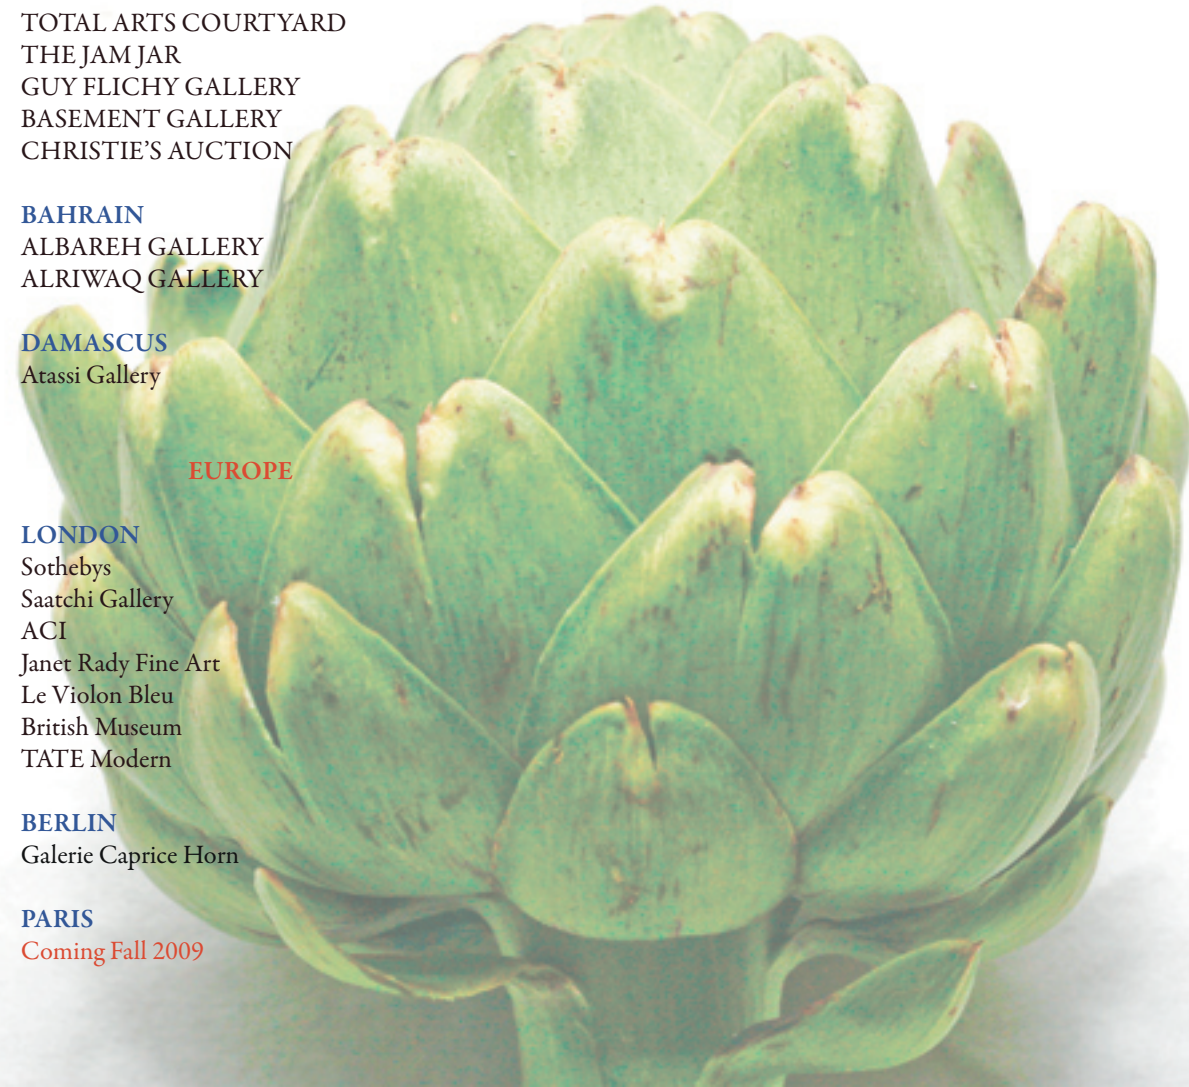 TOTAL ARTS COURTYARD
THE JAM JAR
GUY FLICHY GALLERY
BASEMENT GALLERY
CHRISTIE'S AUCTION
BAHRAIN
ALBAREH GALLERY
ALRIWAQ GALLERY
DAMASCUS
Atassi Gallery
EUROPE
LONDON
Sothebys
Saatchi Gallery
ACI
Janet Rady Fine Art
Le Violon Bleu
British Museum
TATE Modern
BERLIN
Galerie Caprice Horn
PARIS
Coming Fall 2009